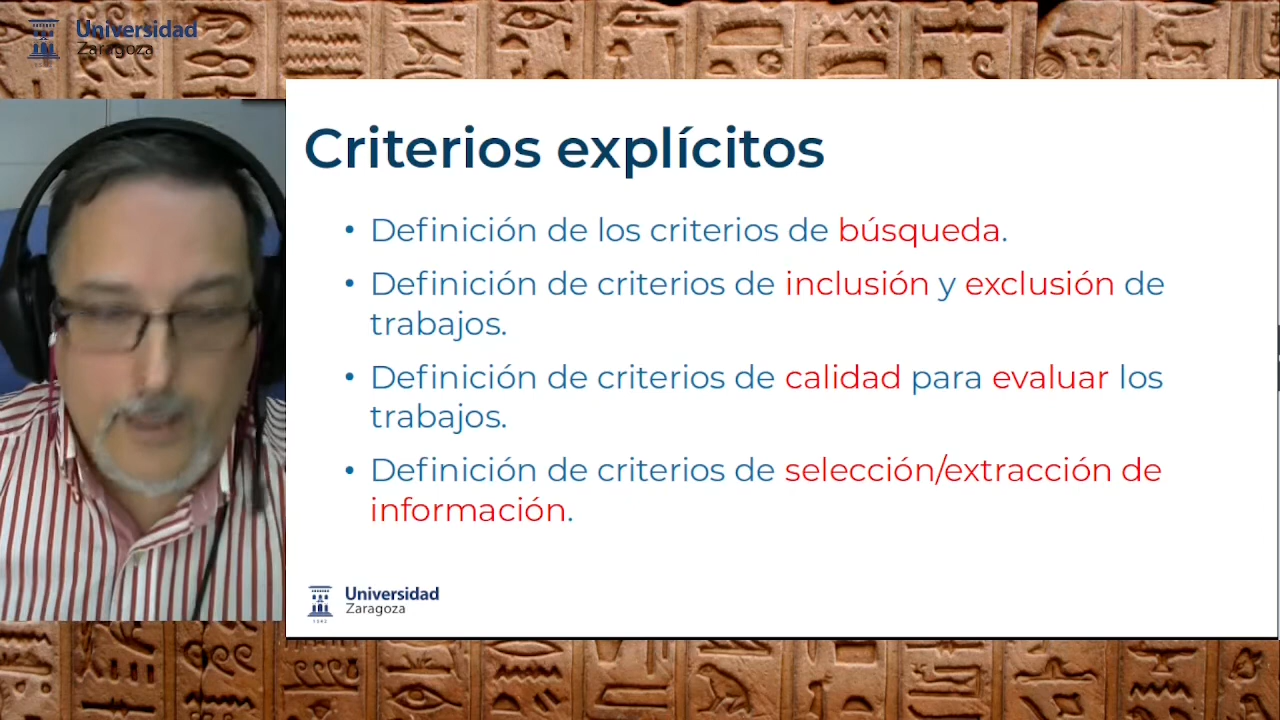 Universidad
Zaragoza
Criterios explícitos
• Definición de los criterios de búsqueda.
• Definición de criterios de inclusión y exclusión de
trabajos.
• Definición de criterios de calidad para evaluar los
trabajos.
• Definición de criterios de selección/extracción de
información.
Universidad
Zaragoza
1542